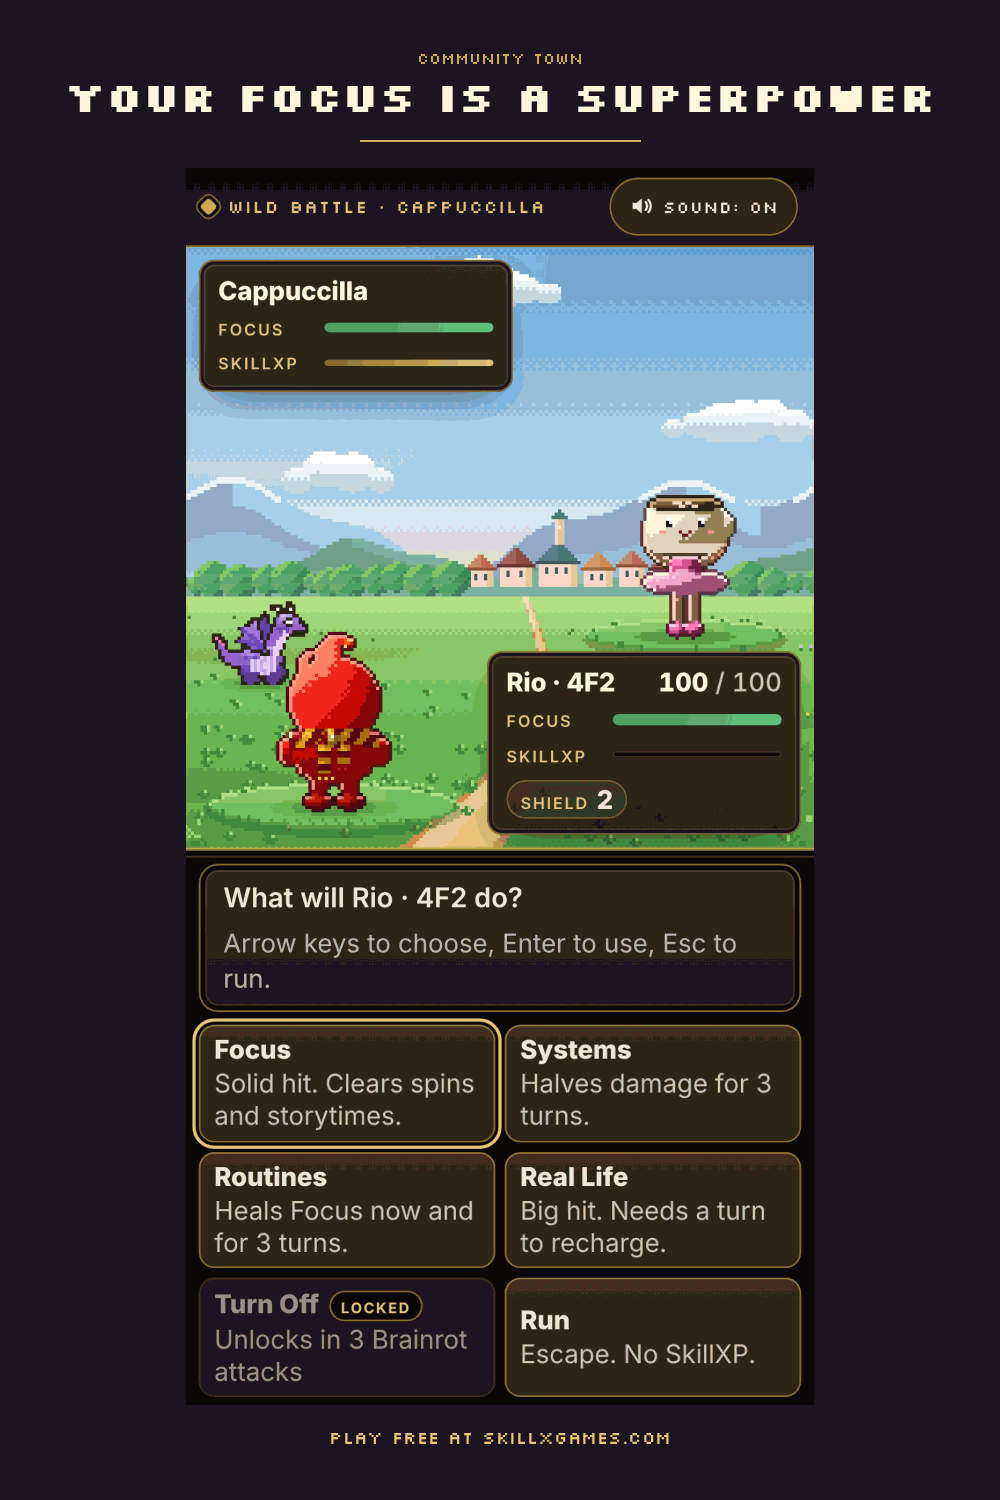 COMMUNITY TOWN
YOUR FOCUS IS A SUPERPOWER
WILD BATTLE · CAPPUCCILLA
SOUND: ON
Cappuccilla
FOCUS
SKILLXP
Rio · 4F2 100 / 100
FOCUS
SKILLXP
SHIELD 2
What will Rio · 4F2 do?
Arrow keys to choose, Enter to use, Esc to
run.
Focus
Solid hit. Clears spins
and storytimes.
Systems
Halves damage for 3
turns.
Routines
Heals Focus now and
for 3 turns.
Real Life
Big hit. Needs a turn
to recharge.
Turn Off LOCKED
Unlocks in 3 Brainrot
attacks
Run
Escape. No SkillXP.
PLAY FREE AT SKILLXGAMES.COM